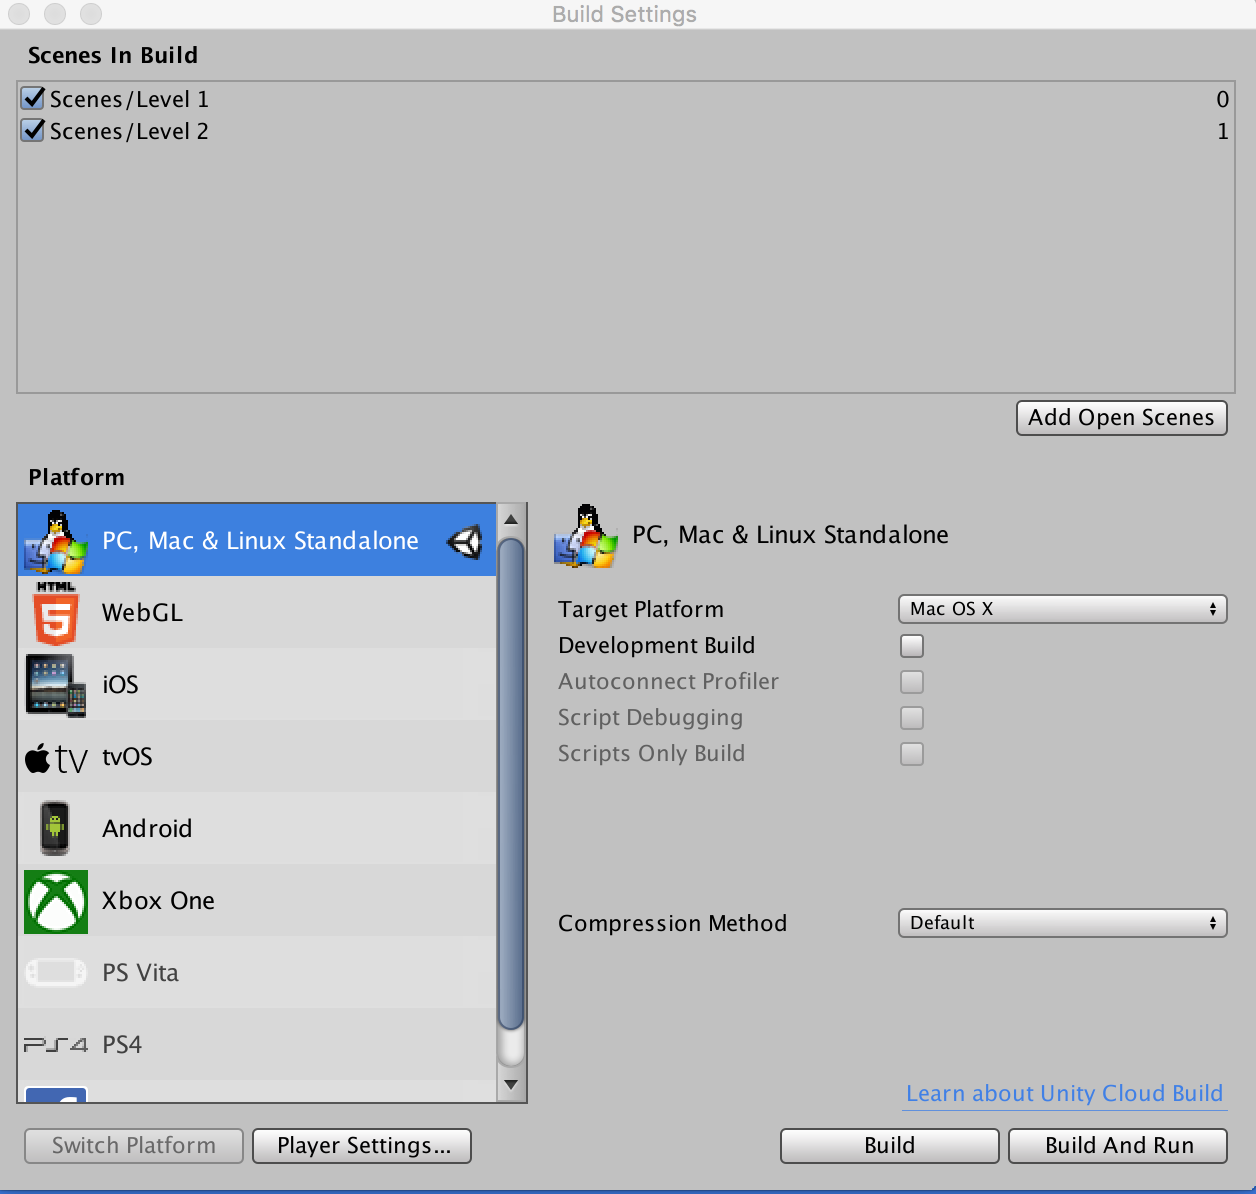 Build Settings
Scenes In Build
Scenes/Level 1 0
Scenes/Level 2 1
Add Open Scenes
Platform
PC, Mac & Linux Standalone
HTML
5
WebGL
iOS
tv
tvOS
Android
Xbox One
PS Vita
PS4
PS4
PC, Mac & Linux Standalone
Target Platform Mac OS X
Development Build
Autoconnect Profiler
Script Debugging
Scripts Only Build
Compression Method Default
Learn about Unity Cloud Build
Switch Platform
Player Settings...
Build
Build And Run